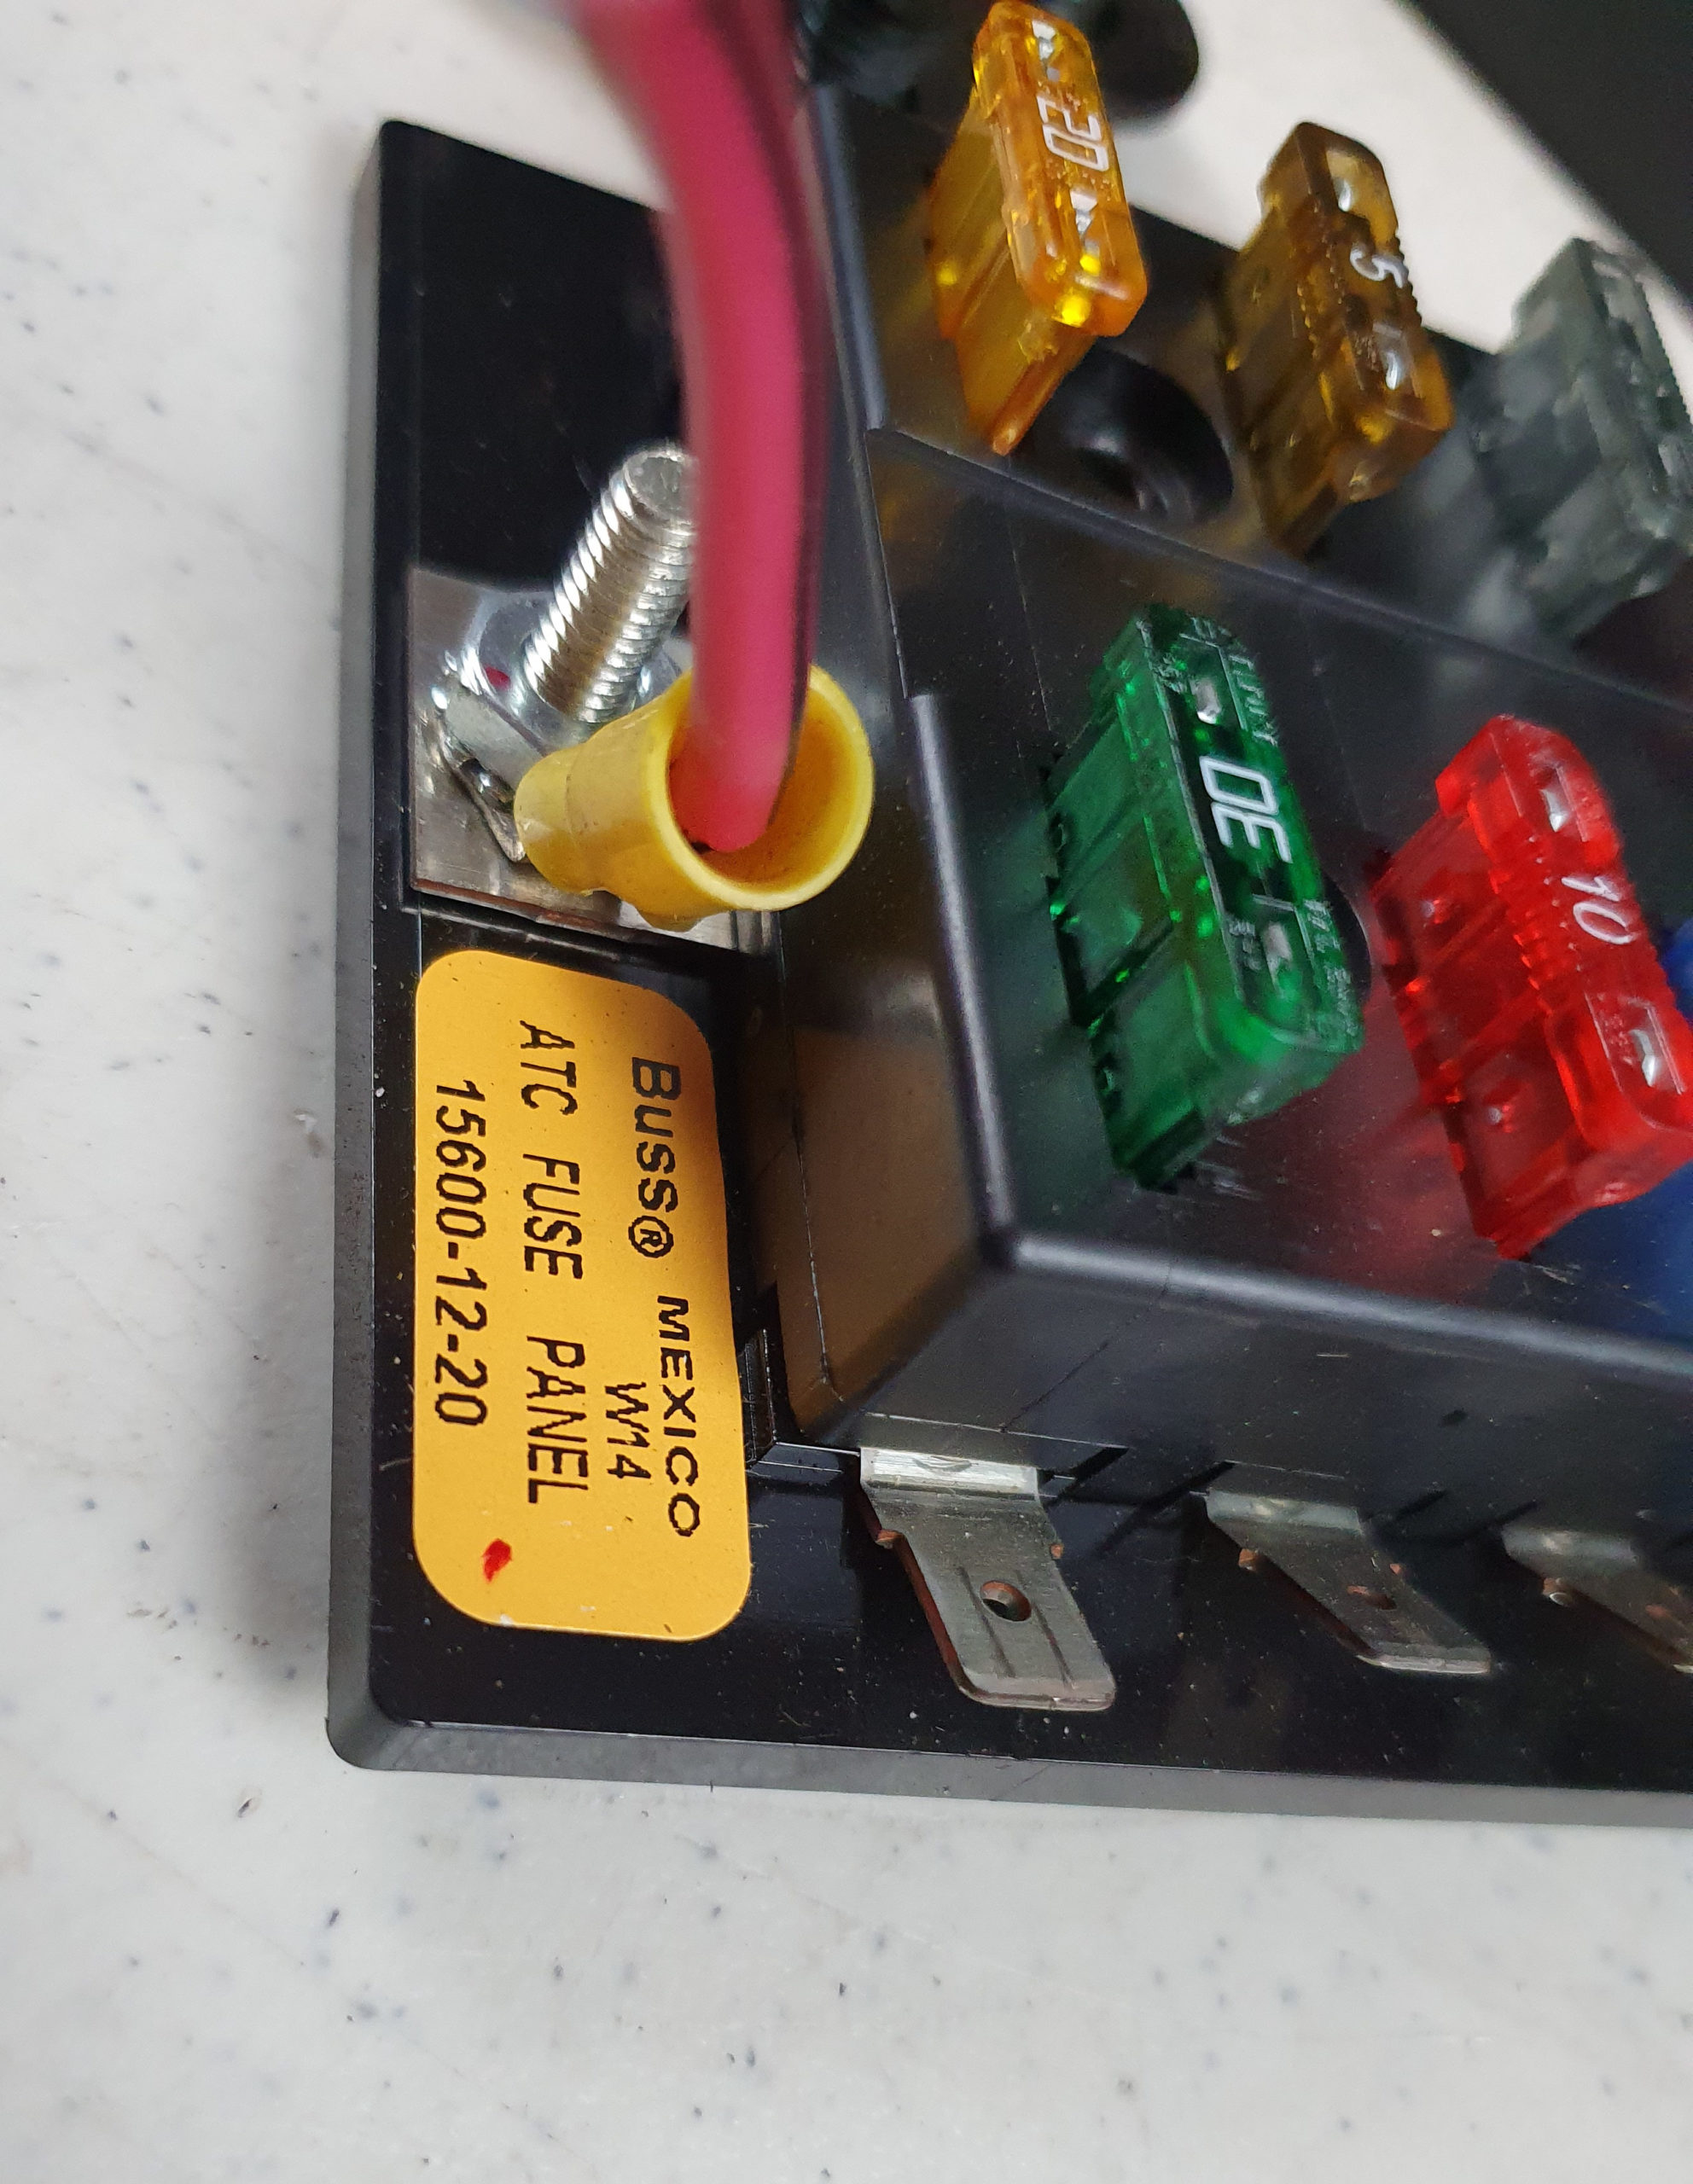 BUSS® MEXICO
W14
ATC FUSE PANEL
15600-12-20
20
5
30
10